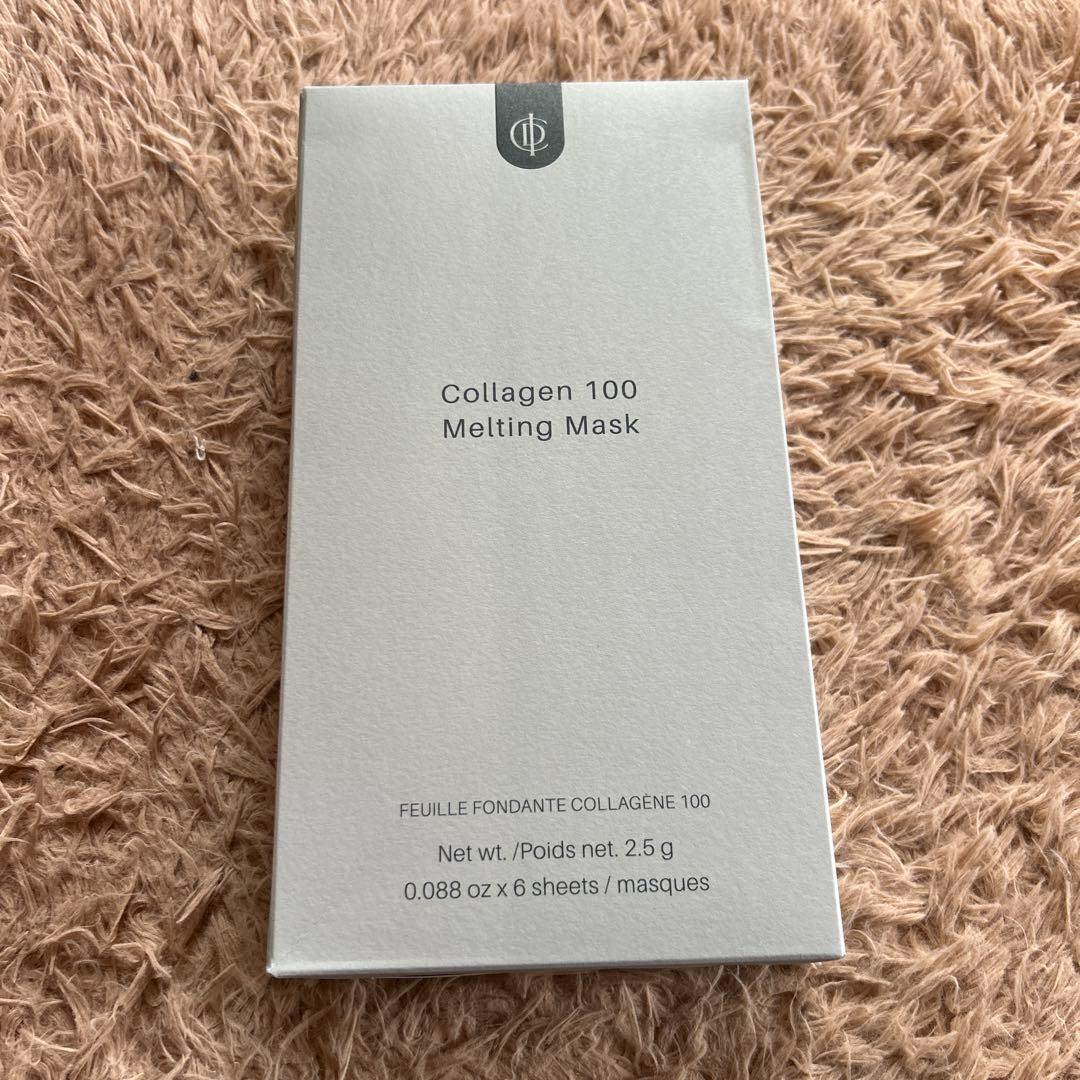 Collagen 100
Melting Mask
FEUILLE FONDANTE COLLAGÈNE 100
Net wt. /Poids net. 2.5 g
0.088 oz x 6 sheets / masques